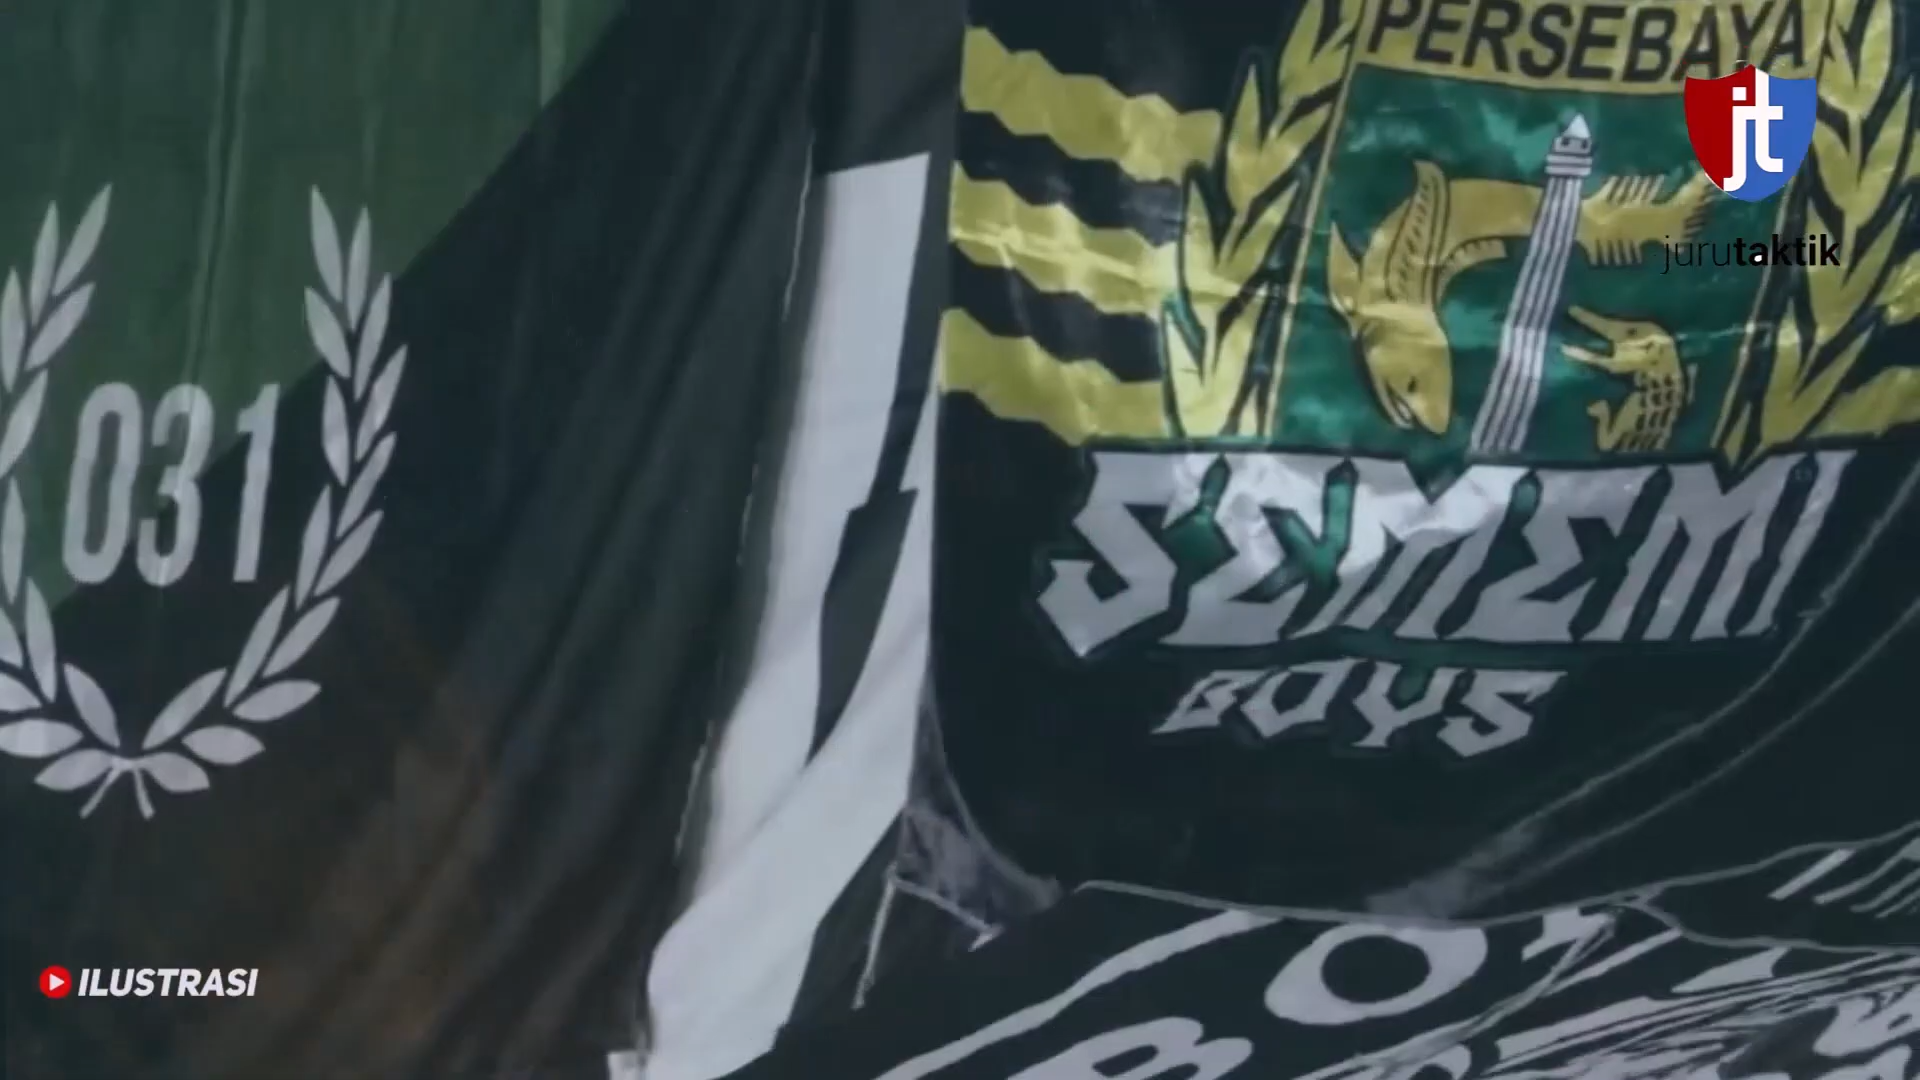 PERSEBAYA
jt
jurutaktik
031
SEMEMI
BOYS
ILUSTRASI